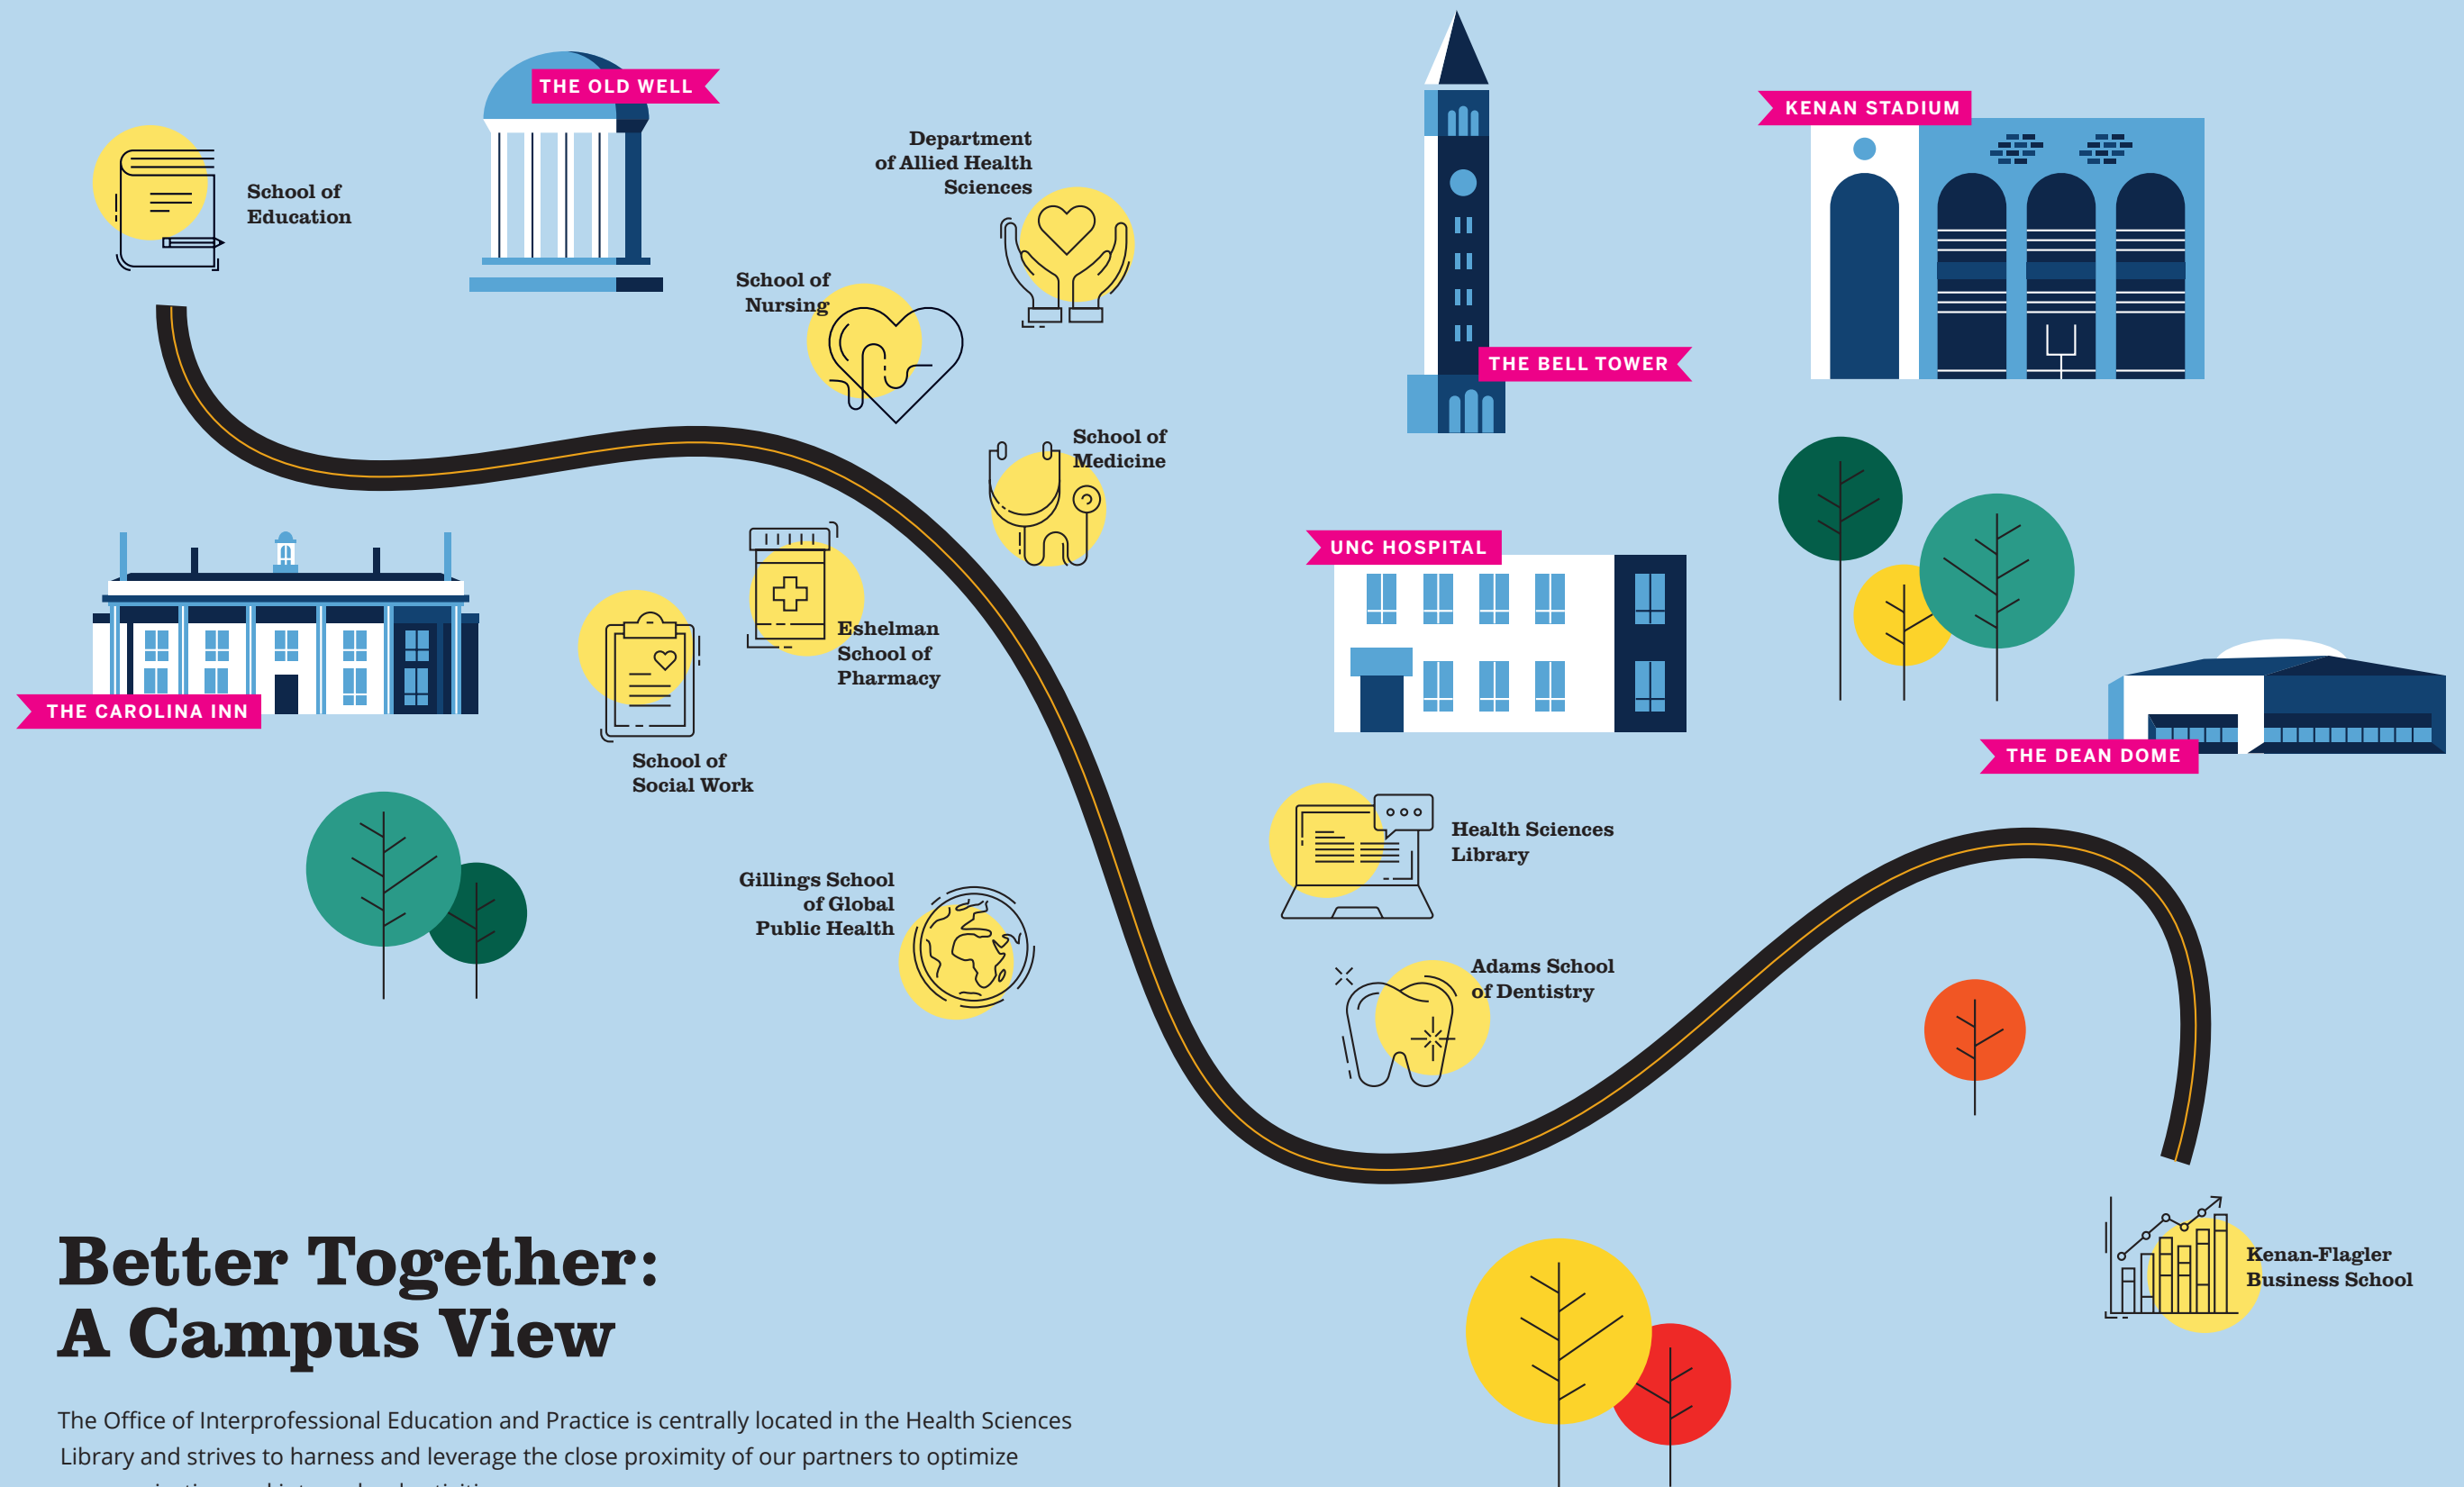 THE OLD WELL
KENAN STADIUM
Department
of Allied Health
Sciences
School of
Education
School of
Nursing
THE BELL TOWER
School of
Medicine
UNC HOSPITAL
Eshelman
School of
Pharmacy
THE CAROLINA INN
THE DEAN DOME
School of
Social Work
Health Sciences
Library
Gillings School
of Global
Public Health
Adams School
of Dentistry
Kenan-Flagler
Business School
Better Together:
A Campus View
The Office of Interprofessional Education and Practice is centrally located in the Health Sciences
Library and strives to harness and leverage the close proximity of our partners to optimize